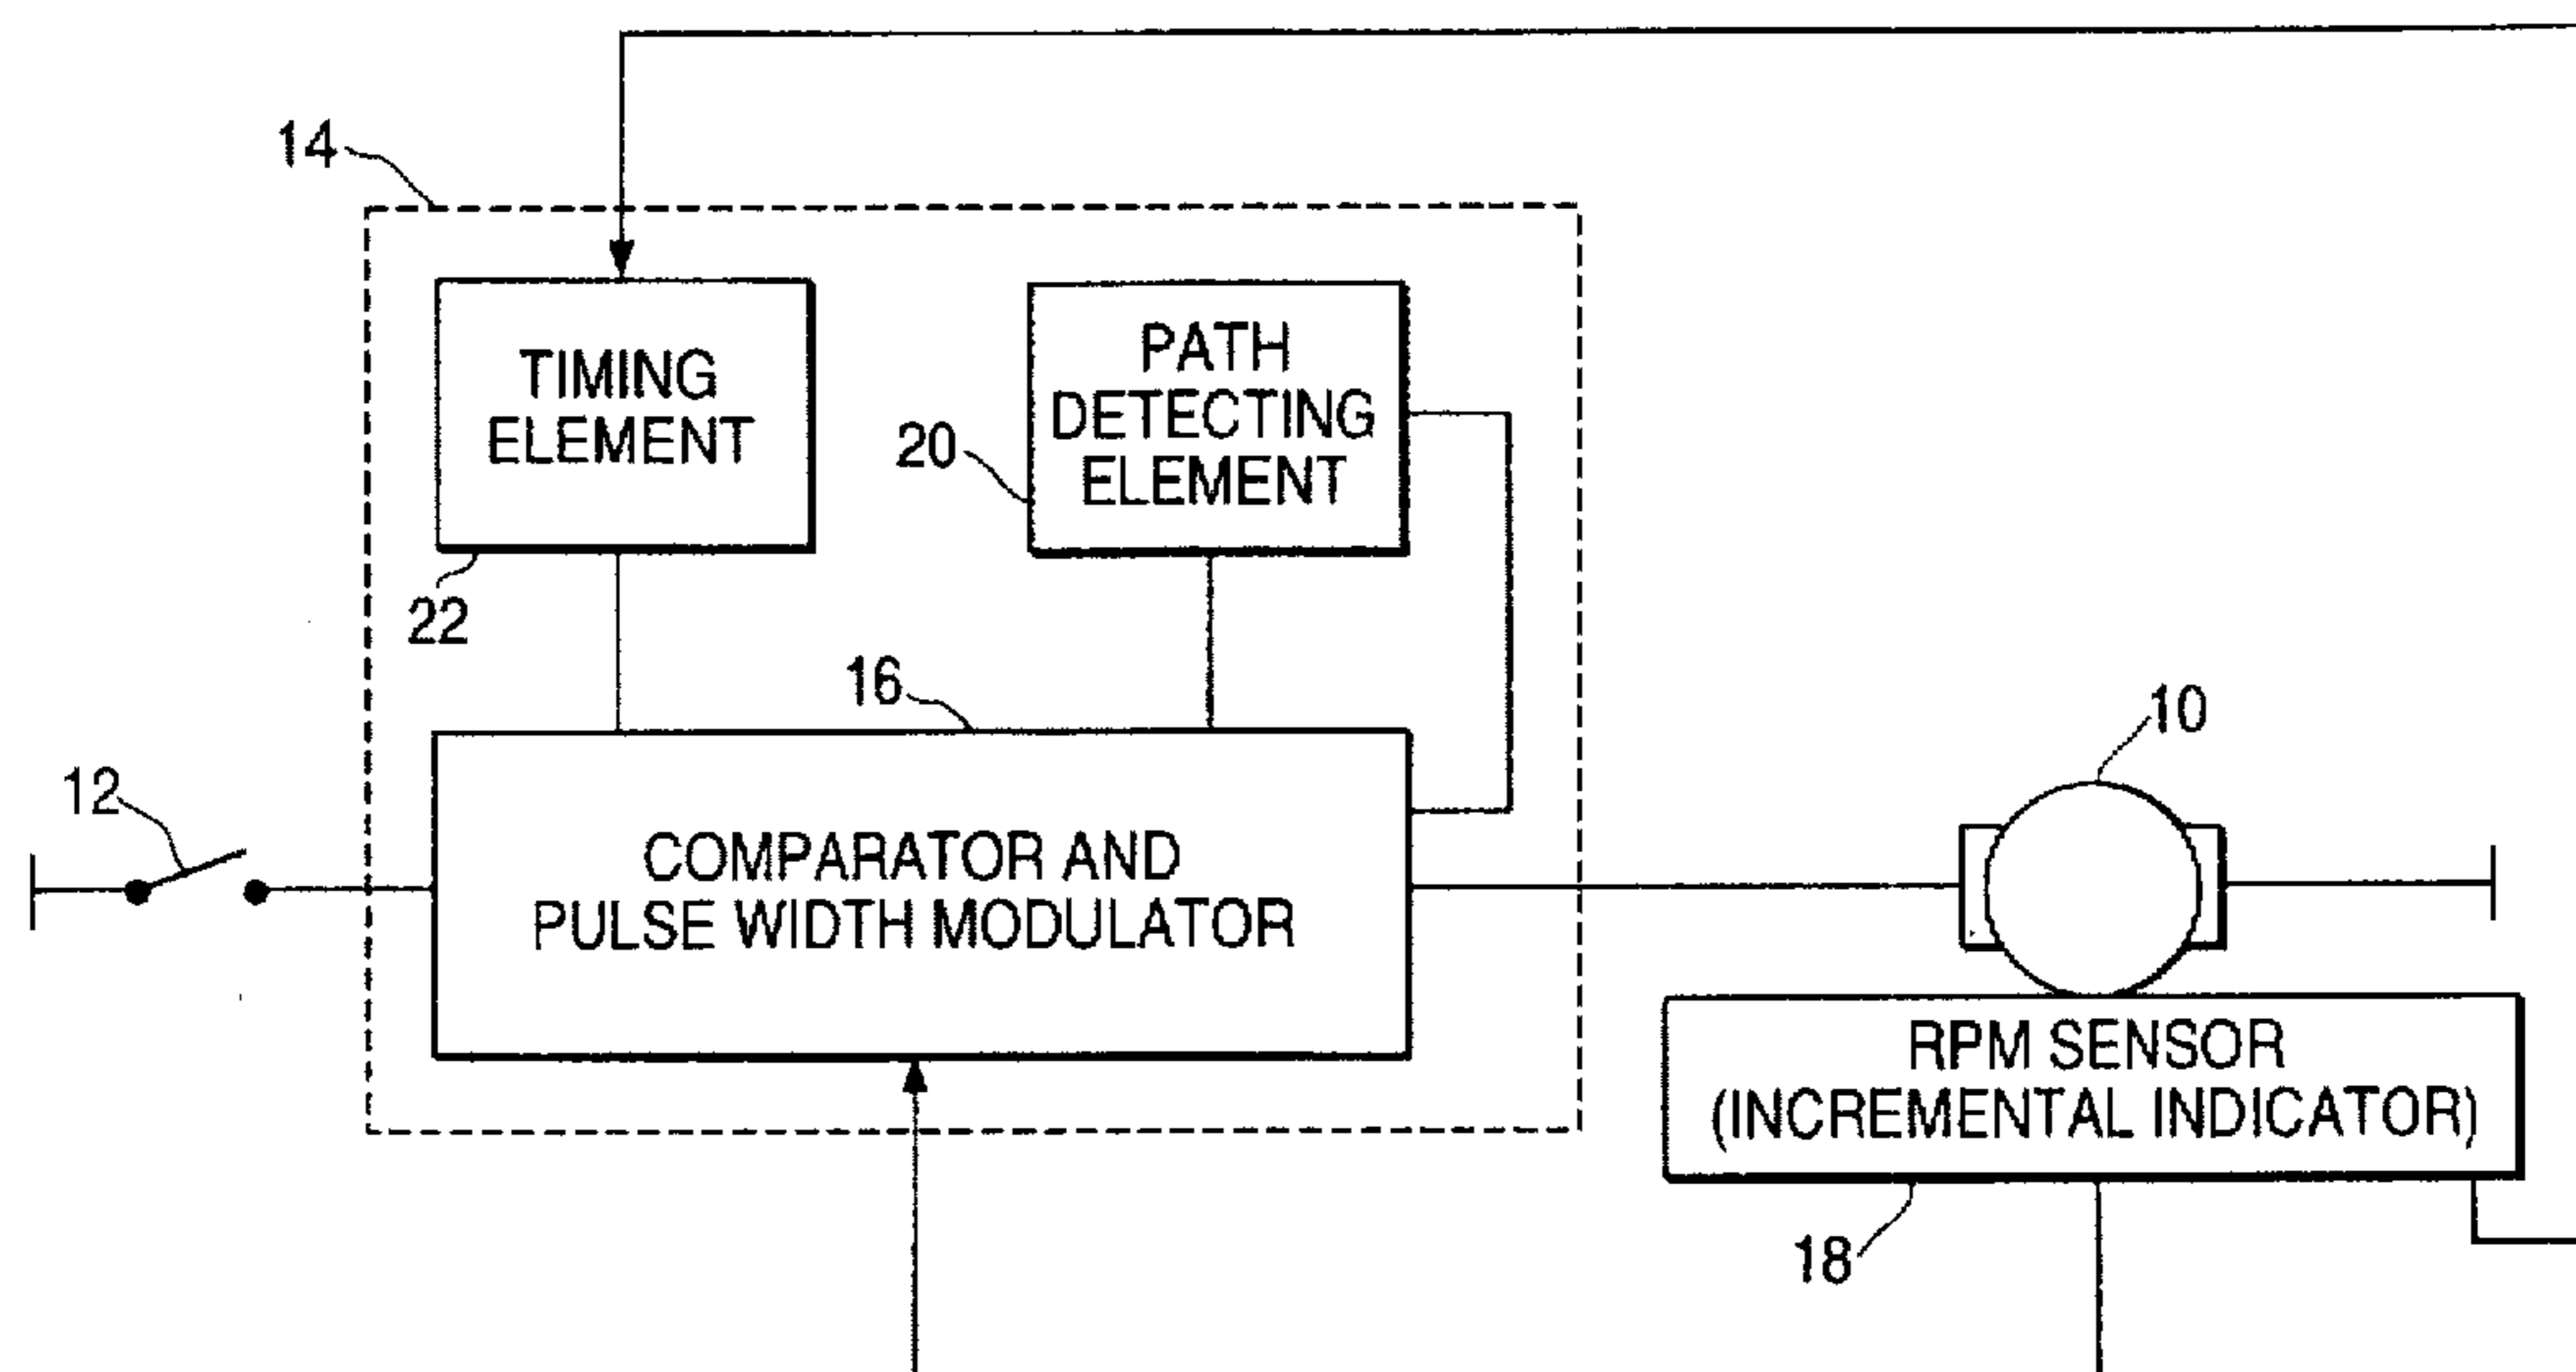 14
TIMING
ELEMENT
22
PATH
DETECTING
ELEMENT
20
16
12
COMPARATOR AND
PULSE WIDTH MODULATOR
10
RPM SENSOR
(INCREMENTAL INDICATOR)
18